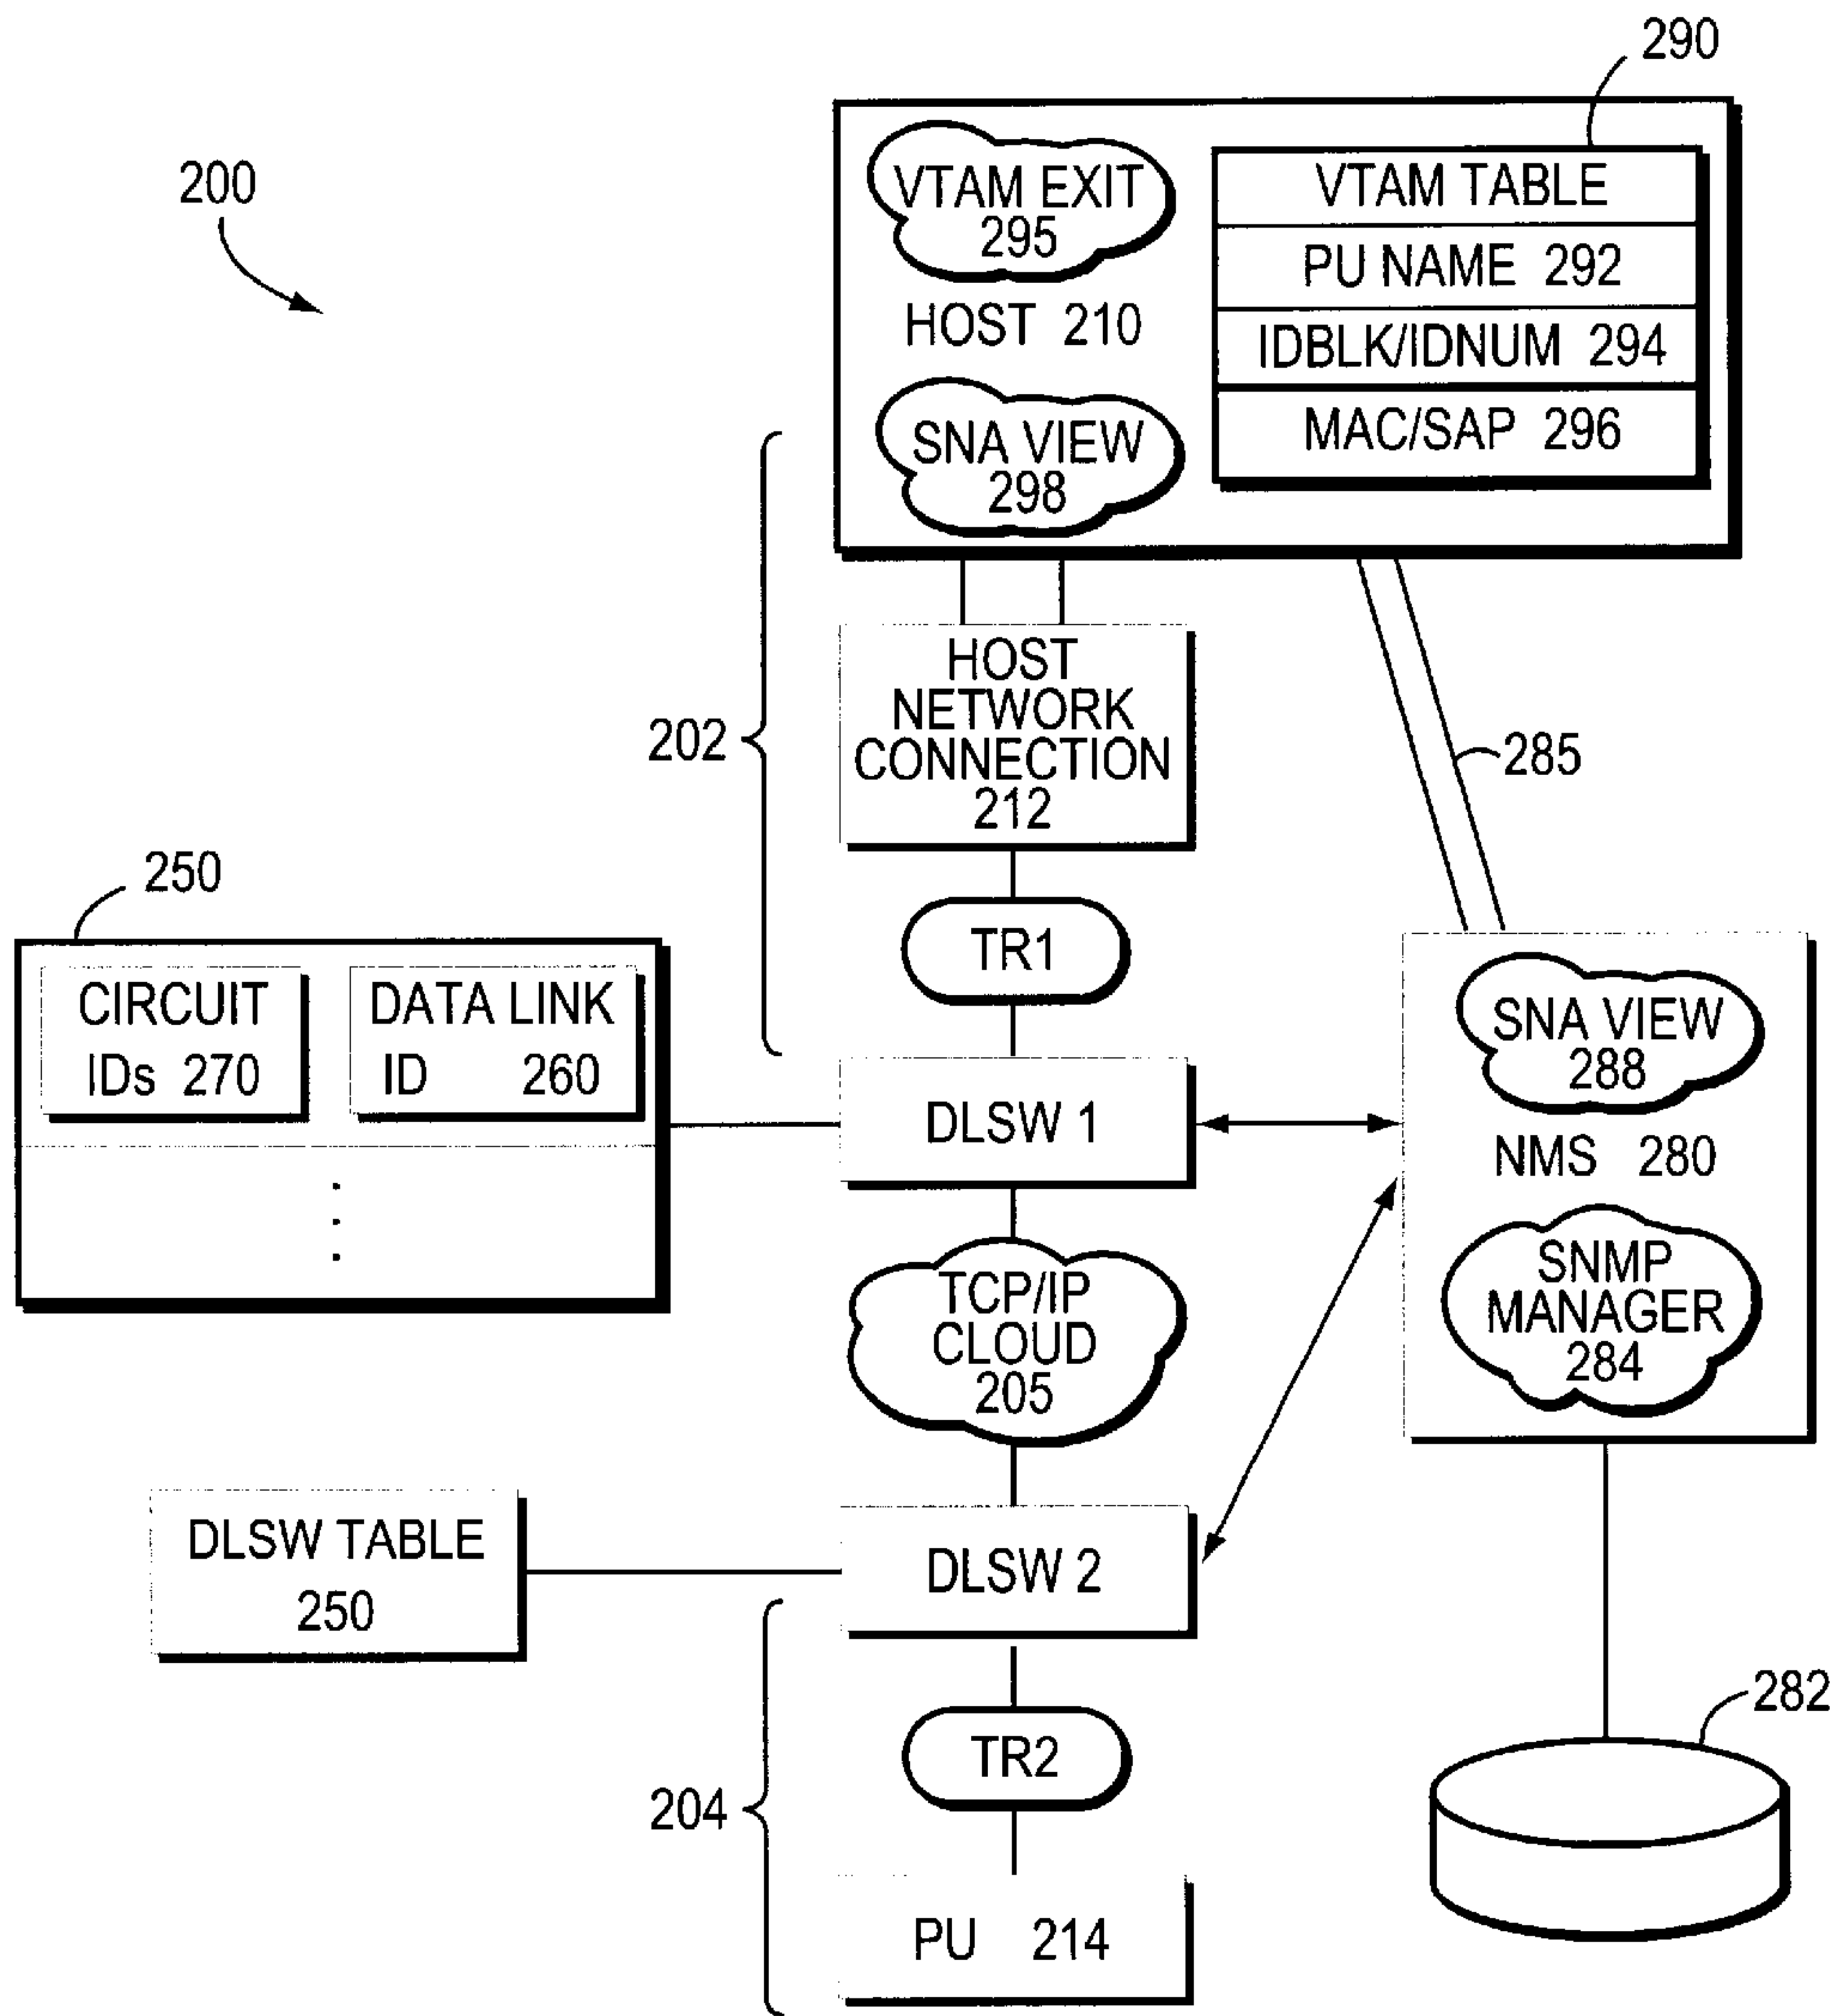 290
200
VTAM EXIT
295
HOST 210
SNA VIEW
298
VTAM TABLE
PU NAME 292
IDBLK/IDNUM 294
MAC/SAP 296
202
HOST
NETWORK
CONNECTION
212
285
250
CIRCUIT
IDs 270
DATA LINK
ID 260
TR1
DLSW 1
SNA VIEW
288
NMS 280
SNMP
MANAGER
284
TCP/IP
CLOUD
205
DLSW TABLE
250
DLSW 2
204
TR2
PU 214
282